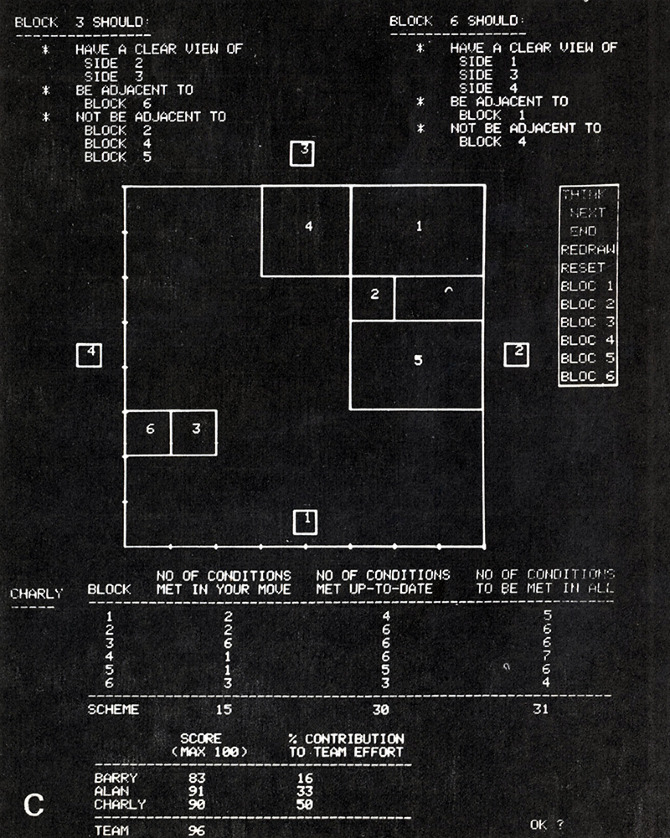 BLOCK 3 SHOULD:
* HAVE A CLEAR VIEW OF
SIDE 2
SIDE 3
* BE ADJACENT TO
BLOCK 6
* NOT BE ADJACENT TO
BLOCK 2
BLOCK 4
BLOCK 5
BLOCK 6 SHOULD:
* HAVE A CLEAR VIEW OF
SIDE 1
SIDE 3
SIDE 4
* BE ADJACENT TO
BLOCK 1
* NOT BE ADJACENT TO
BLOCK 4
3
4
1
2
5
6 3
4
2
1
THINK
NEXT
END
REDRAW
RESET
BLOC 1
BLOC 2
BLOC 3
BLOC 4
BLOC 5
BLOC 6
CHARLY
BLOCK NO OF CONDITIONS MET IN YOUR MOVE NO OF CONDITIONS MET UP-TO-DATE NO OF CONDITIONS TO BE MET IN ALL
1 2 4 5
2 2 6 6
3 6 6 6
4 1 6 7
5 1 6 6
6 3 3 4
SCHEME 15 30 31
SCORE (MAX 100) % CONTRIBUTION TO TEAM EFFORT
BARRY 83 16
ALAN 91 33
CHARLY 90 50
TEAM 96
OK ?
C